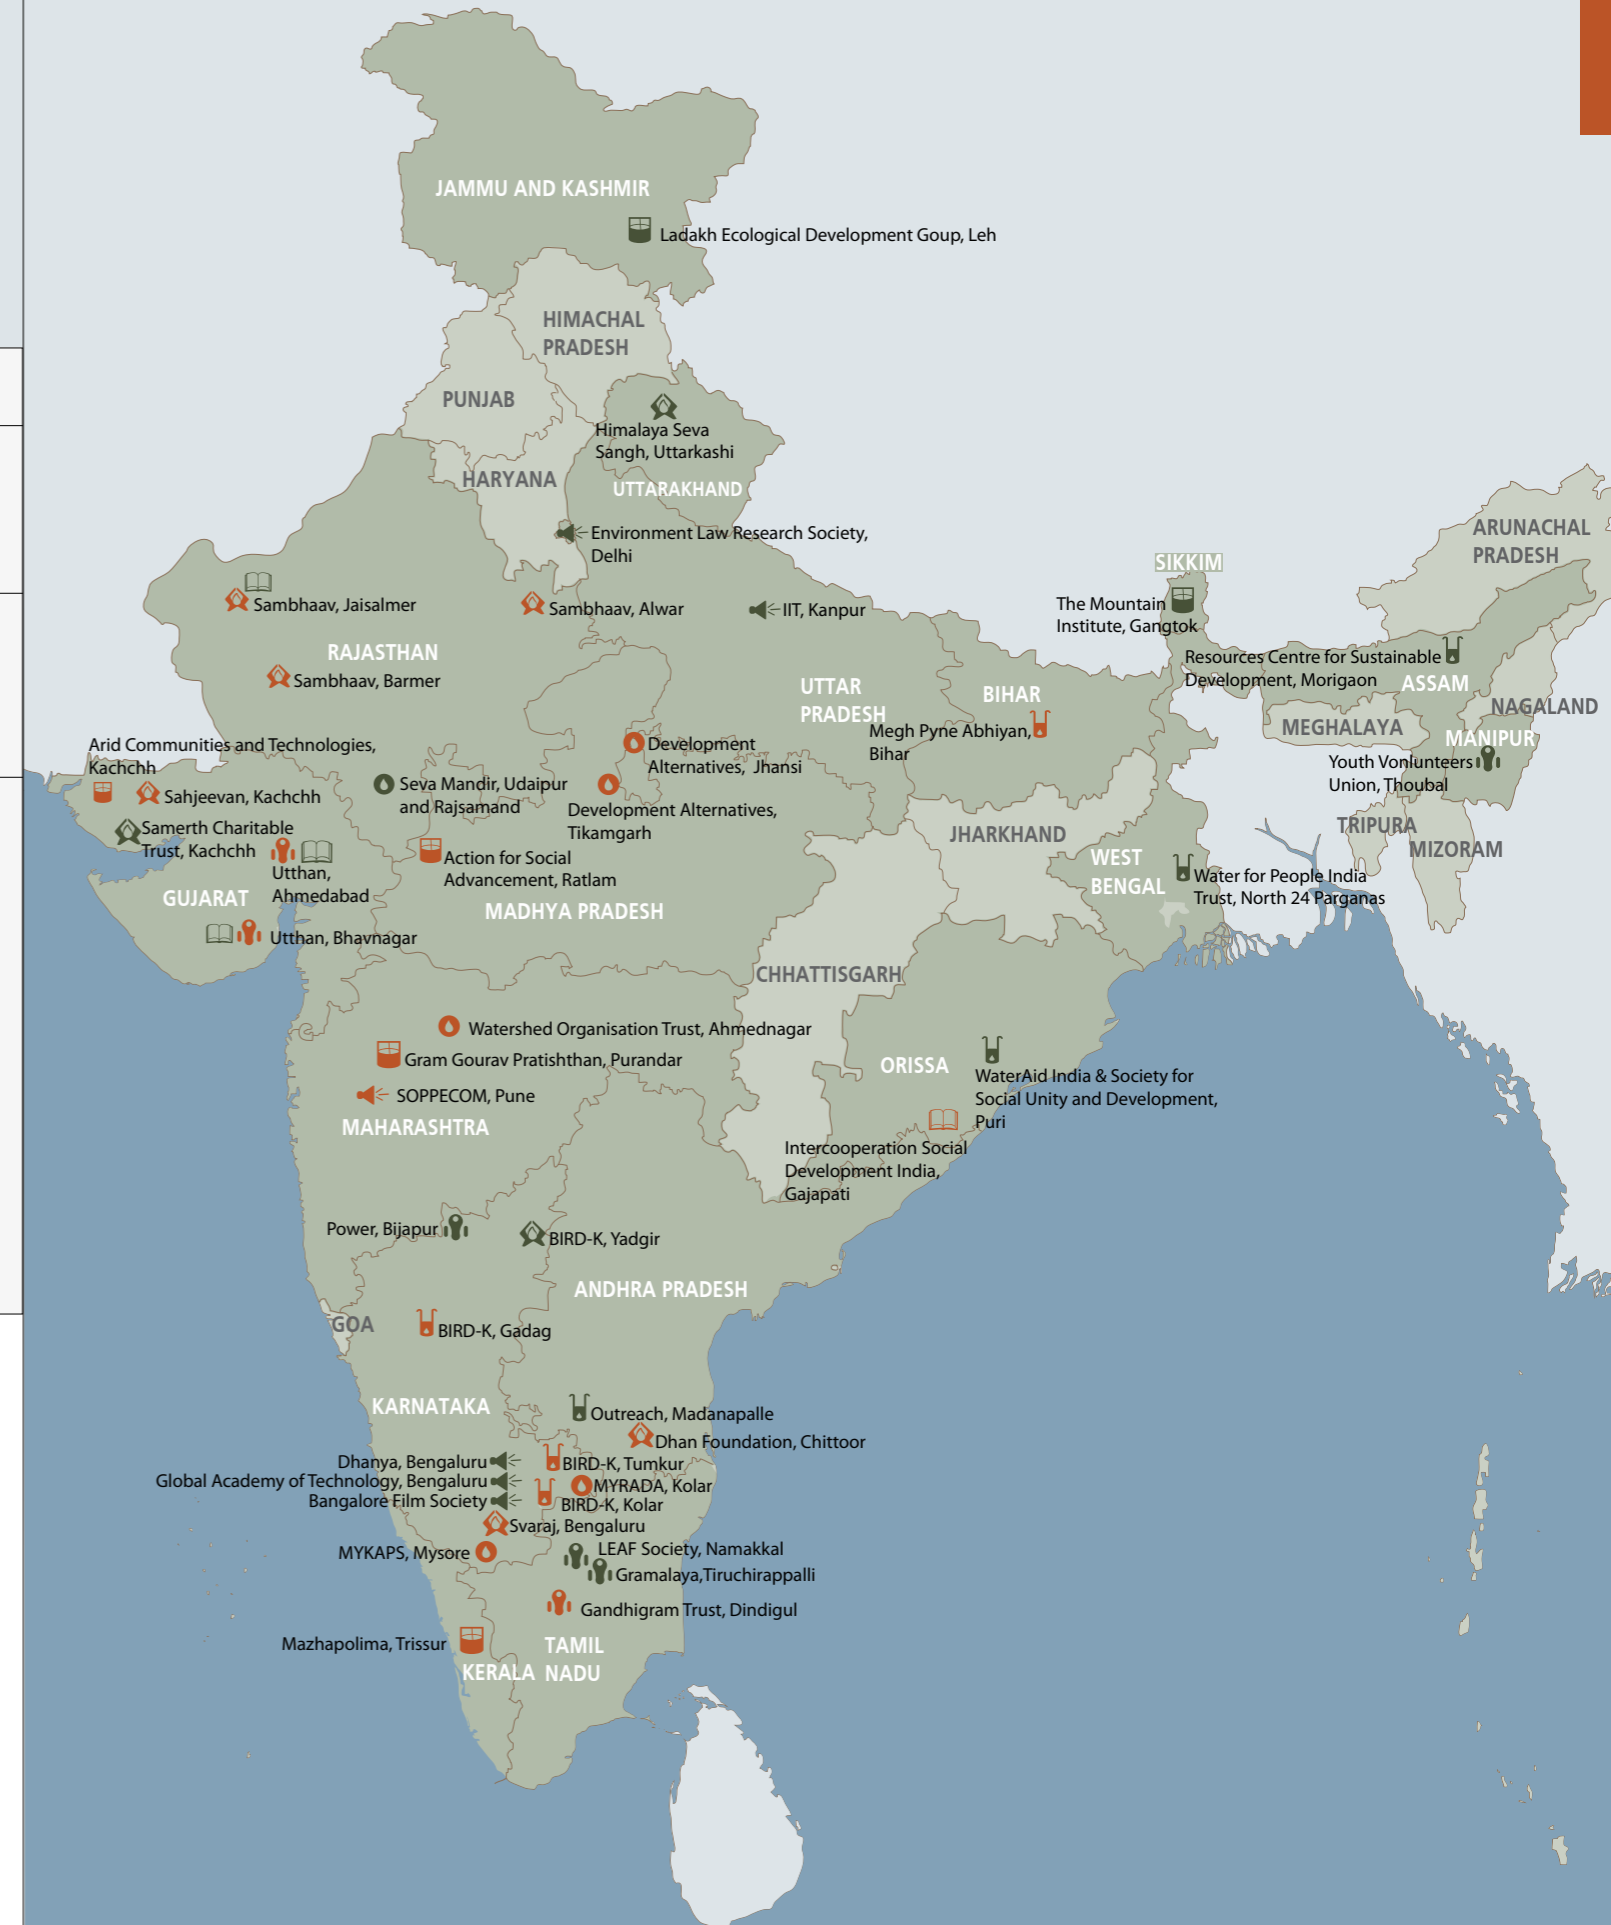 JAMMU AND KASHMIR
Ladakh Ecological Development Goup, Leh
HIMACHAL
PRADESH
PUNJAB
Himalaya Seva
Sangh, Uttarkashi
HARYANA
UTTARAKHAND
Environment Law Research Society,
Delhi
ARUNACHAL
PRADESH
SIKKIM
Sambhaav, Jaisalmer
Sambhaav, Alwar
IIT, Kanpur
The Mountain
Institute, Gangtok
RAJASTHAN
Sambhaav, Barmer
UTTAR
PRADESH
BIHAR
Resources Centre for Sustainable
Development, Morigaon
ASSAM
NAGALAND
MEGHALAYA
MANIPUR
Megh Pyne Abhiyan,
Bihar
Youth Vonlunteers
Union, Thoubal
Arid Communities and Technologies,
Kachchh
Development
Alternatives, Jhansi
Sahjeevan, Kachchh
Seva Mandir, Udaipur
and Rajsamand
Development Alternatives,
Tikamgarh
Samerth Charitable
Trust, Kachchh
JHARKHAND
TRIPURA
MIZORAM
Utthan,
Ahmedabad
Action for Social
Advancement, Ratlam
WEST
BENGAL
Water for People India
Trust, North 24 Parganas
GUJARAT
MADHYA PRADESH
Utthan, Bhavnagar
CHHATTISGARH
Watershed Organisation Trust, Ahmednagar
Gram Gourav Pratishthan, Purandar
ORISSA
WaterAid India & Society for
Social Unity and Development,
Puri
SOPPECOM, Pune
MAHARASHTRA
Intercooperation Social
Development India,
Gajapati
Power, Bijapur
BIRD-K, Yadgir
ANDHRA PRADESH
GOA
BIRD-K, Gadag
KARNATAKA
Outreach, Madanapalle
Dhan Foundation, Chittoor
Dhanya, Bengaluru
BIRD-K, Tumkur
Global Academy of Technology, Bengaluru
MYRADA, Kolar
Bangalore Film Society
BIRD-K, Kolar
Svaraj, Bengaluru
MYKAPS, Mysore
LEAF Society, Namakkal
Gramalaya,Tiruchirappalli
Gandhigram Trust, Dindigul
Mazhapolima, Trissur
TAMIL
NADU
KERALA